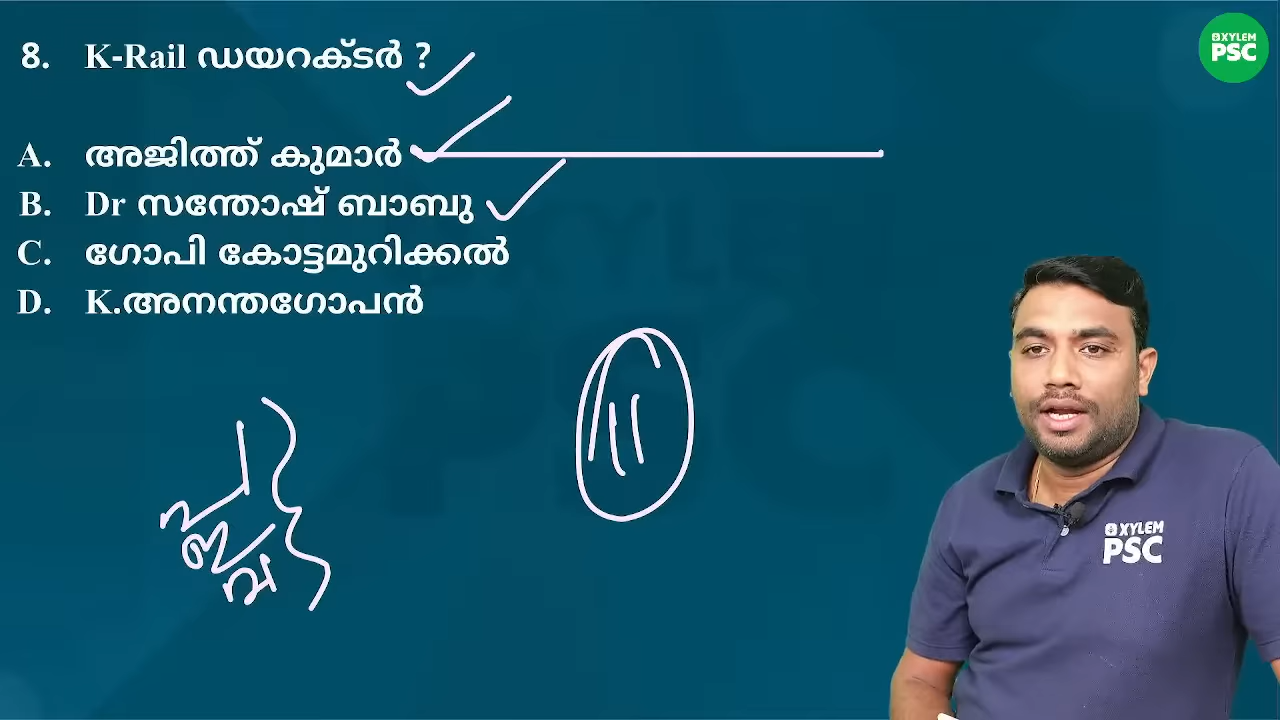 8. K-Rail ഡയറക്ടർ ?
A. അജിത്ത് കുമാർ
B. Dr സന്തോഷ് ബാബു
C. ഗോപി കോട്ടമുറിക്കൽ
D. K.അനന്തഗോപൻ
XYLEM
PSC
XYLEM
PSC